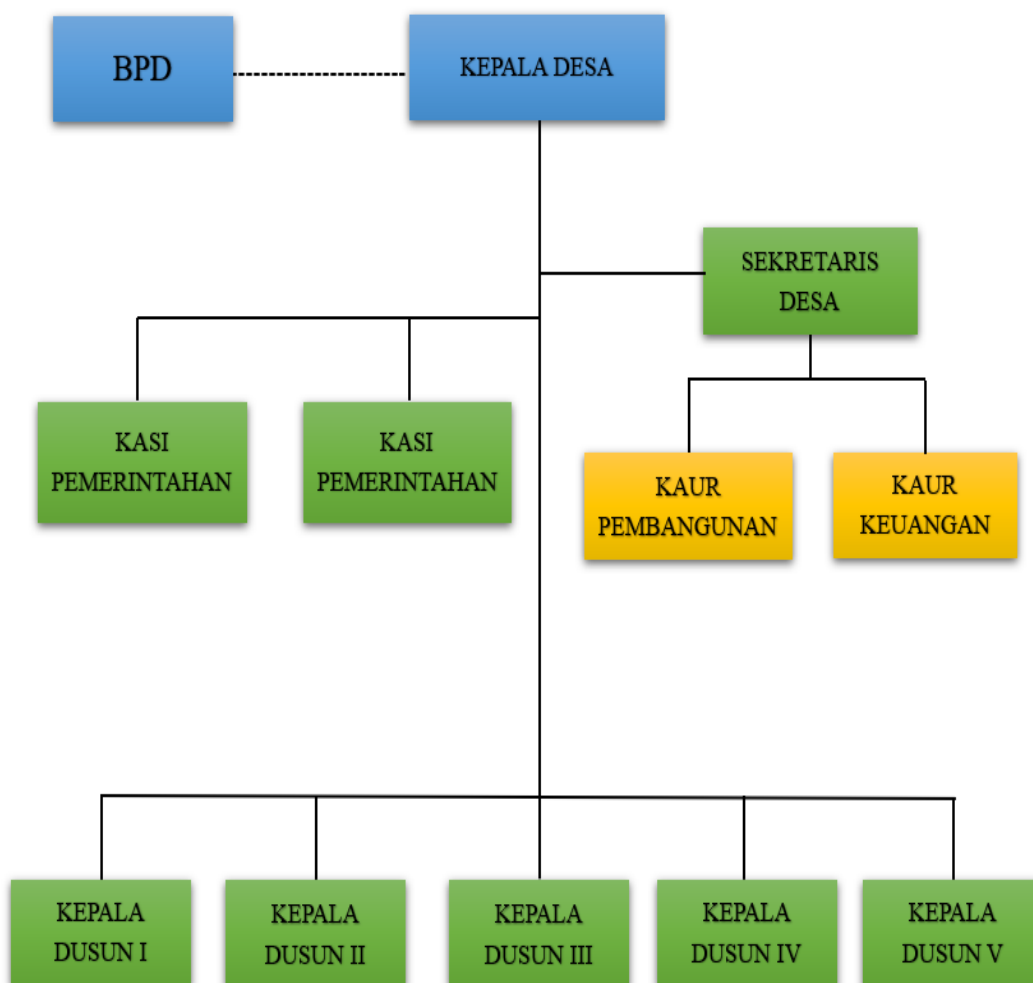 BPD
KEPALA DESA
SEKRETARIS
DESA
KASI
PEMERINTAHAN
KASI
PEMERINTAHAN
KAUR
PEMBANGUNAN
KAUR
KEUANGAN
KEPALA
DUSUN I
KEPALA
DUSUN II
KEPALA
DUSUN III
KEPALA
DUSUN IV
KEPALA
DUSUN V